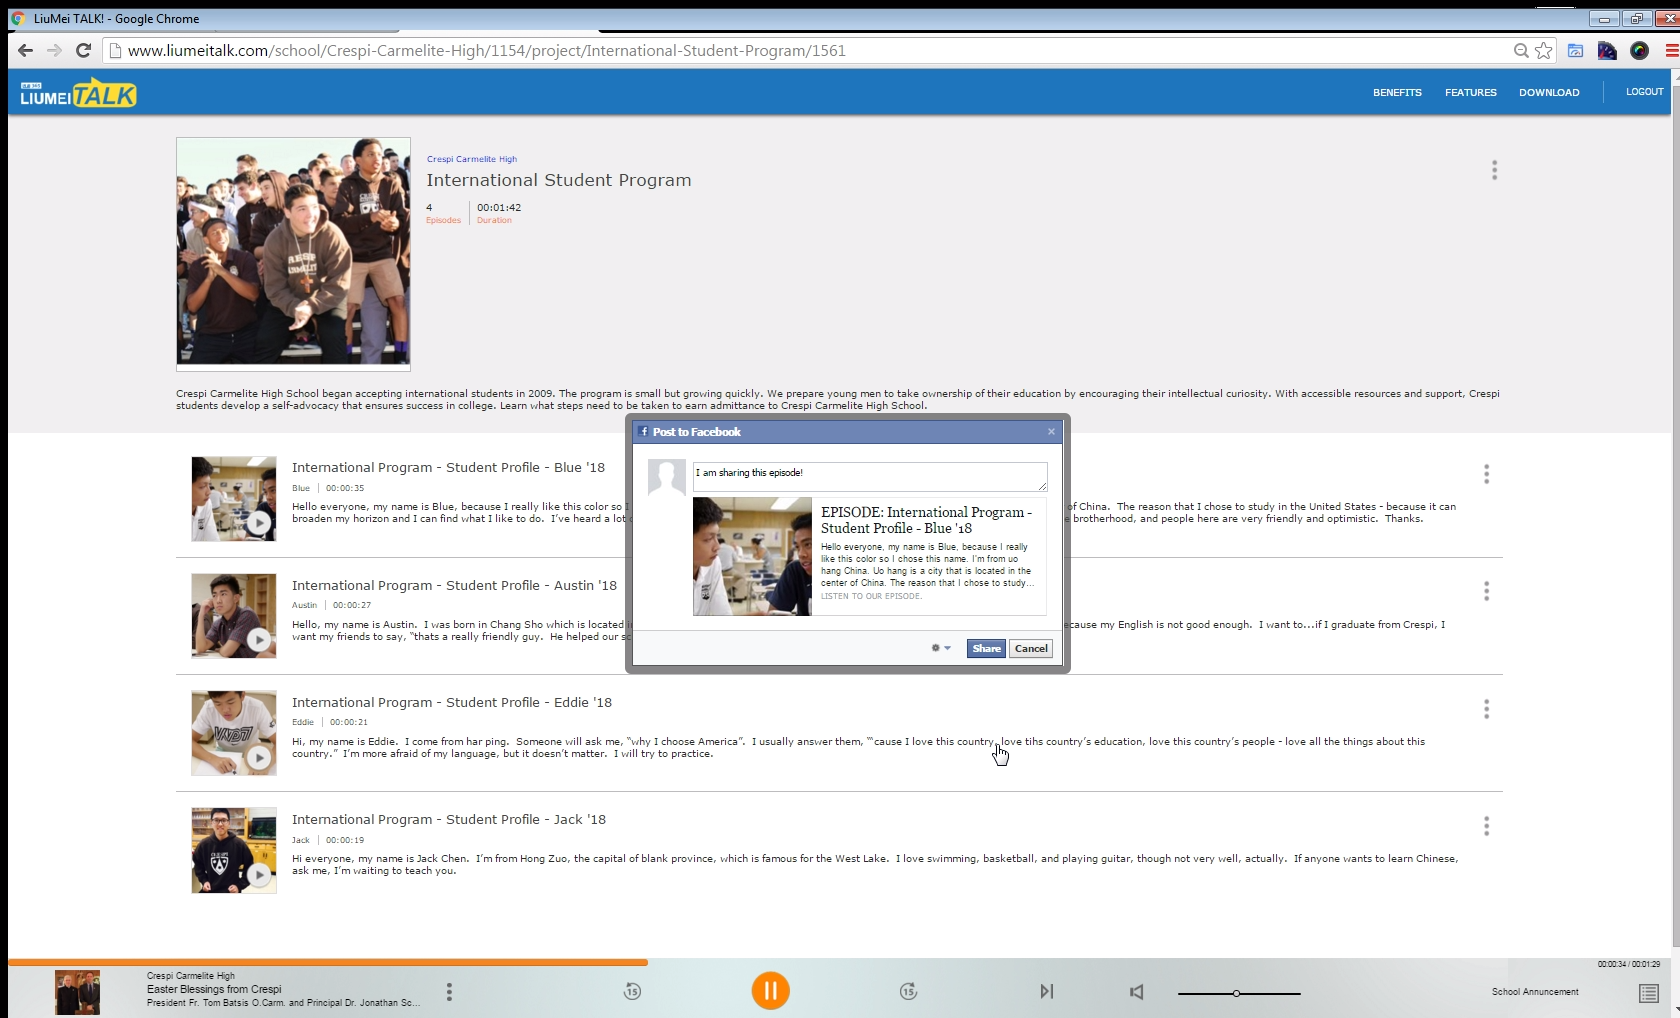 LiuMei TALK! - Google Chrome
www.liumeitalk.com/school/Crespi-Carmelite-High/1154/project/International-Student-Program/1561
LIUMEI TALK
BENEFITS FEATURES DOWNLOAD LOGOUT
Crespi Carmelite High
International Student Program
4 00:01:42
Episodes Duration
Crespi Carmelite High School began accepting international students in 2009. The program is small but growing quickly. We prepare young men to take ownership of their education by encouraging their intellectual curiosity. With accessible resources and support, Crespi
students develop a self-advocacy that ensures success in college. Learn what steps need to be taken to earn admittance to Crespi Carmelite High School.
International Program - Student Profile - Blue '18
Blue 00:00:35
Hello everyone, my name is Blue, because I really like this color so I
of China. The reason that I chose to study in the United States - because it can
broaden my horizon and I can find what I like to do. I've heard a lot
brotherhood, and people here are very friendly and optimistic. Thanks.
Post to Facebook
I am sharing this episode!
EPISODE: International Program -
Student Profile - Blue '18
Hello everyone, my name is Blue, because I really
like this color so I chose this name. I'm from uo
hang China. Uo hang is a city that is located in the
center of China. The reason that I chose to study...
LISTEN TO OUR EPISODE.
Share Cancel
International Program - Student Profile - Austin '18
Austin 00:00:27
Hello, my name is Austin. I was born in Chang Sho which is located
ecause my English is not good enough. I want to...if I graduate from Crespi, I
want my friends to say, "thats a really friendly guy. He helped our
International Program - Student Profile - Eddie '18
Eddie 00:00:21
Hi, my name is Eddie. I come from har ping. Someone will ask me, "why I choose America". I usually answer them, "'cause I love this country, love tihs country's education, love this country's people - love all the things about this
country." I'm more afraid of my language, but it doesn't matter. I will try to practice.
International Program - Student Profile - Jack '18
Jack 00:00:19
Hi everyone, my name is Jack Chen. I'm from Hong Zuo, the capital of blank province, which is famous for the West Lake. I love swimming, basketball, and playing guitar, though not very well, actually. If anyone wants to learn Chinese,
ask me, I'm waiting to teach you.
00:00:34 / 00:01:29
Crespi Carmelite High
Easter Blessings from Crespi
President Fr. Tom Batsis O.Carm. and Principal Dr. Jonathan Sc...
15 15
School Annuncement